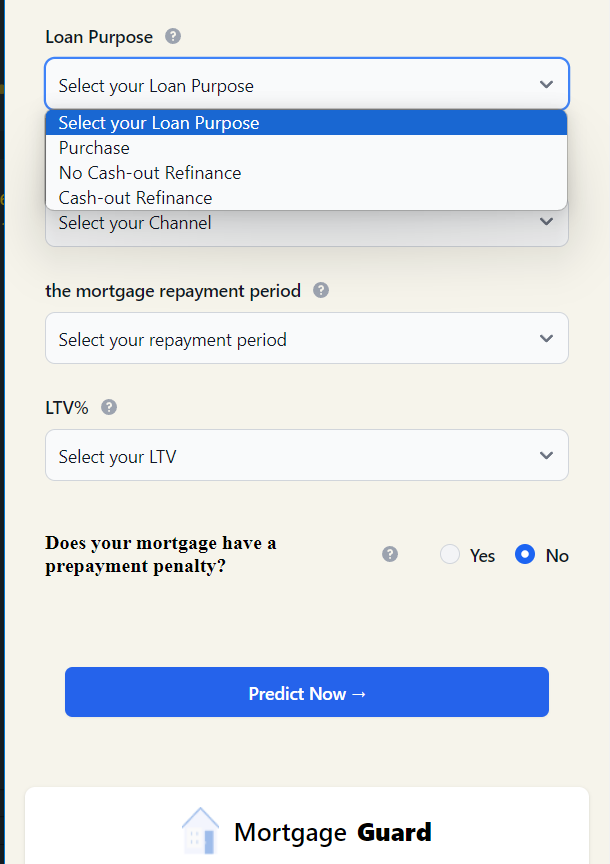 Loan Purpose ?
Select your Loan Purpose
Select your Loan Purpose
Purchase
No Cash-out Refinance
Cash-out Refinance
Select your Channel
the mortgage repayment period ?
Select your repayment period
LTV% ?
Select your LTV
Does your mortgage have a
prepayment penalty? ? Yes No
Predict Now →
Mortgage Guard